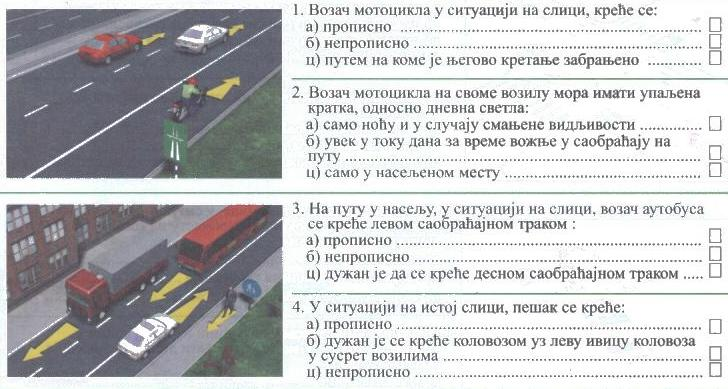 1. Возач мотоцикла у ситуацији на слици, креће се:
а) прописно
б) непрописно
ц) путем на коме је његово кретање забрањено
2. Возач мотоцикла на своме возилу мора имати упаљена
кратка, односно дневна светла:
а) само ноћу и у случају смањене видљивости
б) увек у току дана за време вожње у саобраћају на
путу
ц) само у насељеном месту
3. На путу у насељу, у ситуацији на слици, возач аутобуса
се креће левом саобраћајном траком :
а) прописно
б) непрописно
ц) дужан је да се креће десном саобраћајном траком
4. У ситуацији на истој слици, пешак се креће:
а) прописно
б) дужан је се креће коловозом уз леву ивицу коловоза
у сусрет возилима
ц) непрописно